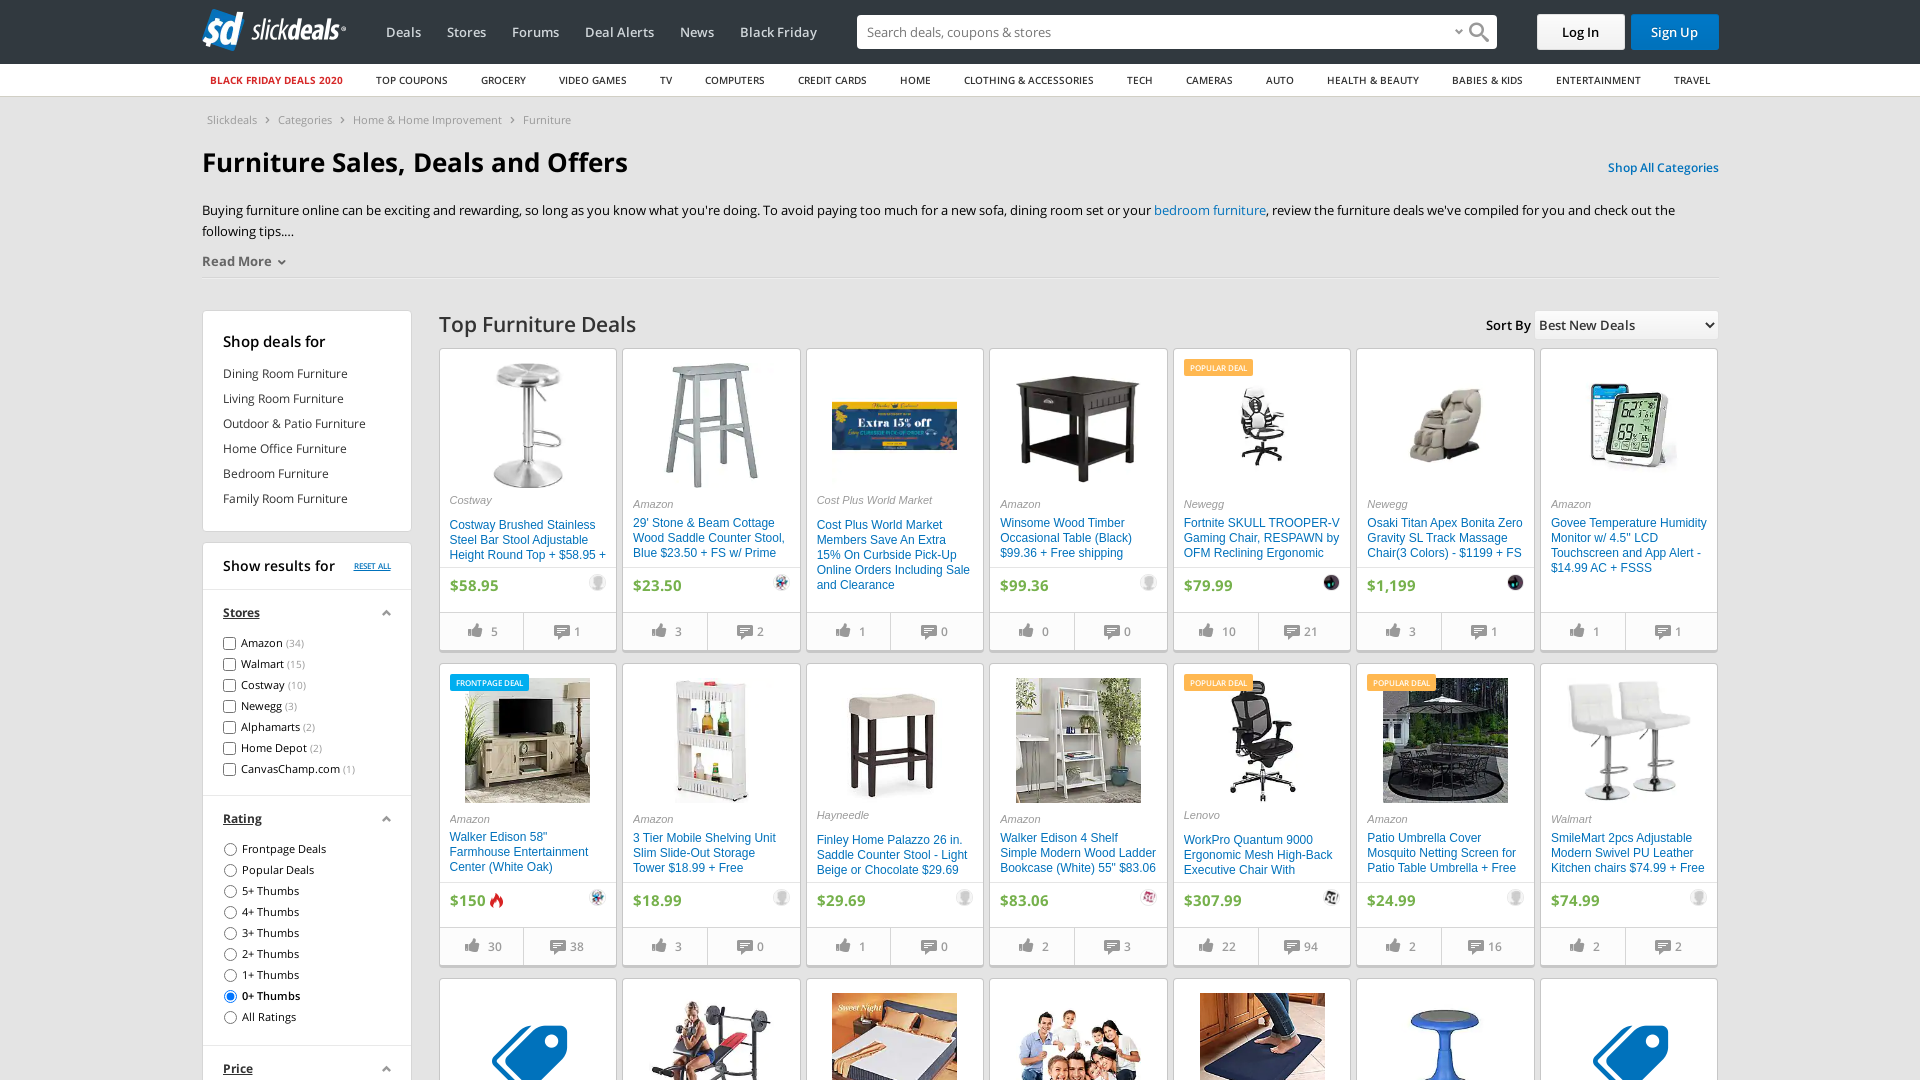 slickdeals
Deals
Stores
Forums
Deal Alerts
News
Black Friday
Search deals, coupons & stores
Log In
Sign Up
BLACK FRIDAY DEALS 2020
TOP COUPONS
GROCERY
VIDEO GAMES
TV
COMPUTERS
CREDIT CARDS
HOME
CLOTHING & ACCESSORIES
TECH
CAMERAS
AUTO
HEALTH & BEAUTY
BABIES & KIDS
ENTERTAINMENT
TRAVEL
Slickdeals
Categories
Home & Home Improvement
Furniture
Furniture Sales, Deals and Offers
Shop All Categories
Buying furniture online can be exciting and rewarding, so long as you know what you're doing. To avoid paying too much for a new sofa, dining room set or your bedroom furniture, review the furniture deals we've compiled for you and check out the
following tips....
Read More
Shop deals for
Dining Room Furniture
Living Room Furniture
Outdoor & Patio Furniture
Home Office Furniture
Bedroom Furniture
Family Room Furniture
Show results for
RESET ALL
Stores
Amazon (34)
Walmart (15)
Costway (10)
Newegg (3)
Alphamarts (2)
Home Depot (2)
CanvasChamp.com (1)
Rating
Frontpage Deals
Popular Deals
5+ Thumbs
4+ Thumbs
3+ Thumbs
2+ Thumbs
1+ Thumbs
0+ Thumbs
All Ratings
Price
Top Furniture Deals
Sort By
Best New Deals
Costway
Costway Brushed Stainless
Steel Bar Stool Adjustable
Height Round Top + $58.95 +
$58.95
5
1
Amazon
29' Stone & Beam Cottage
Wood Saddle Counter Stool,
Blue $23.50 + FS w/ Prime
$23.50
3
2
Extra 15% off
Cost Plus World Market
Cost Plus World Market
Members Save An Extra
15% On Curbside Pick-Up
Online Orders Including Sale
and Clearance
1
0
Amazon
Winsome Wood Timber
Occasional Table (Black)
$99.36 + Free shipping
$99.36
0
0
POPULAR DEAL
Newegg
Fortnite SKULL TROOPER-V
Gaming Chair, RESPAWN by
OFM Reclining Ergonomic
$79.99
10
21
Newegg
Osaki Titan Apex Bonita Zero
Gravity SL Track Massage
Chair(3 Colors) - $1199 + FS
$1,199
3
1
Amazon
Govee Temperature Humidity
Monitor w/ 4.5" LCD
Touchscreen and App Alert -
$14.99 AC + FSSS
1
1
FRONTPAGE DEAL
Amazon
Walker Edison 58"
Farmhouse Entertainment
Center (White Oak)
$150
30
38
Amazon
3 Tier Mobile Shelving Unit
Slim Slide-Out Storage
Tower $18.99 + Free
$18.99
3
0
Hayneedle
Finley Home Palazzo 26 in.
Saddle Counter Stool - Light
Beige or Chocolate $29.69
$29.69
1
0
Amazon
Walker Edison 4 Shelf
Simple Modern Wood Ladder
Bookcase (White) 55" $83.06
$83.06
2
3
POPULAR DEAL
Lenovo
WorkPro Quantum 9000
Ergonomic Mesh High-Back
Executive Chair With
$307.99
22
94
POPULAR DEAL
Amazon
Patio Umbrella Cover
Mosquito Netting Screen for
Patio Table Umbrella + Free
$24.99
2
16
Walmart
SmileMart 2pcs Adjustable
Modern Swivel PU Leather
Kitchen chairs $74.99 + Free
$74.99
2
2
Sweet Night